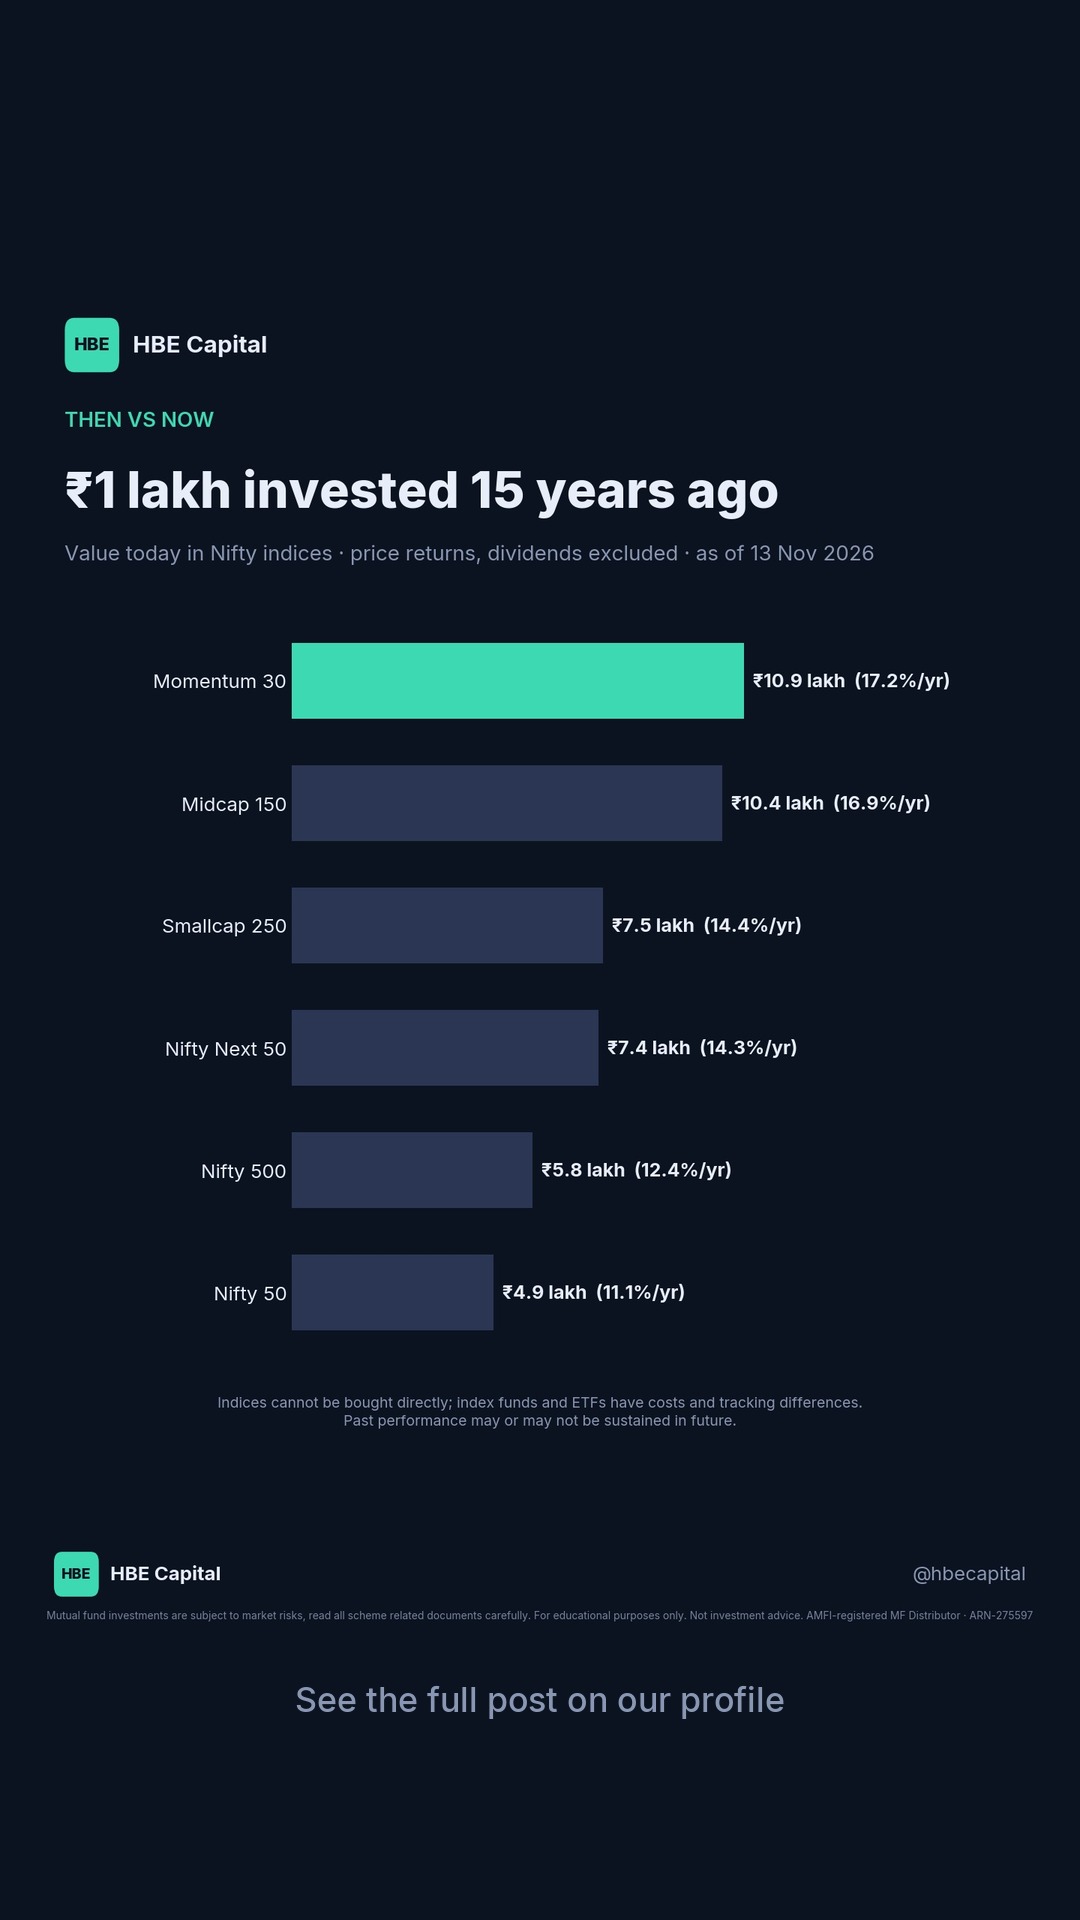 HBE HBE Capital
THEN VS NOW
₹1 lakh invested 15 years ago
Value today in Nifty indices · price returns, dividends excluded · as of 13 Nov 2026
Momentum 30 ₹10.9 lakh (17.2%/yr)
Midcap 150 ₹10.4 lakh (16.9%/yr)
Smallcap 250 ₹7.5 lakh (14.4%/yr)
Nifty Next 50 ₹7.4 lakh (14.3%/yr)
Nifty 500 ₹5.8 lakh (12.4%/yr)
Nifty 50 ₹4.9 lakh (11.1%/yr)
Indices cannot be bought directly; index funds and ETFs have costs and tracking differences.
Past performance may or may not be sustained in future.
HBE HBE Capital @hbecapital
Mutual fund investments are subject to market risks, read all scheme related documents carefully. For educational purposes only. Not investment advice. AMFI-registered MF Distributor · ARN-275597
See the full post on our profile